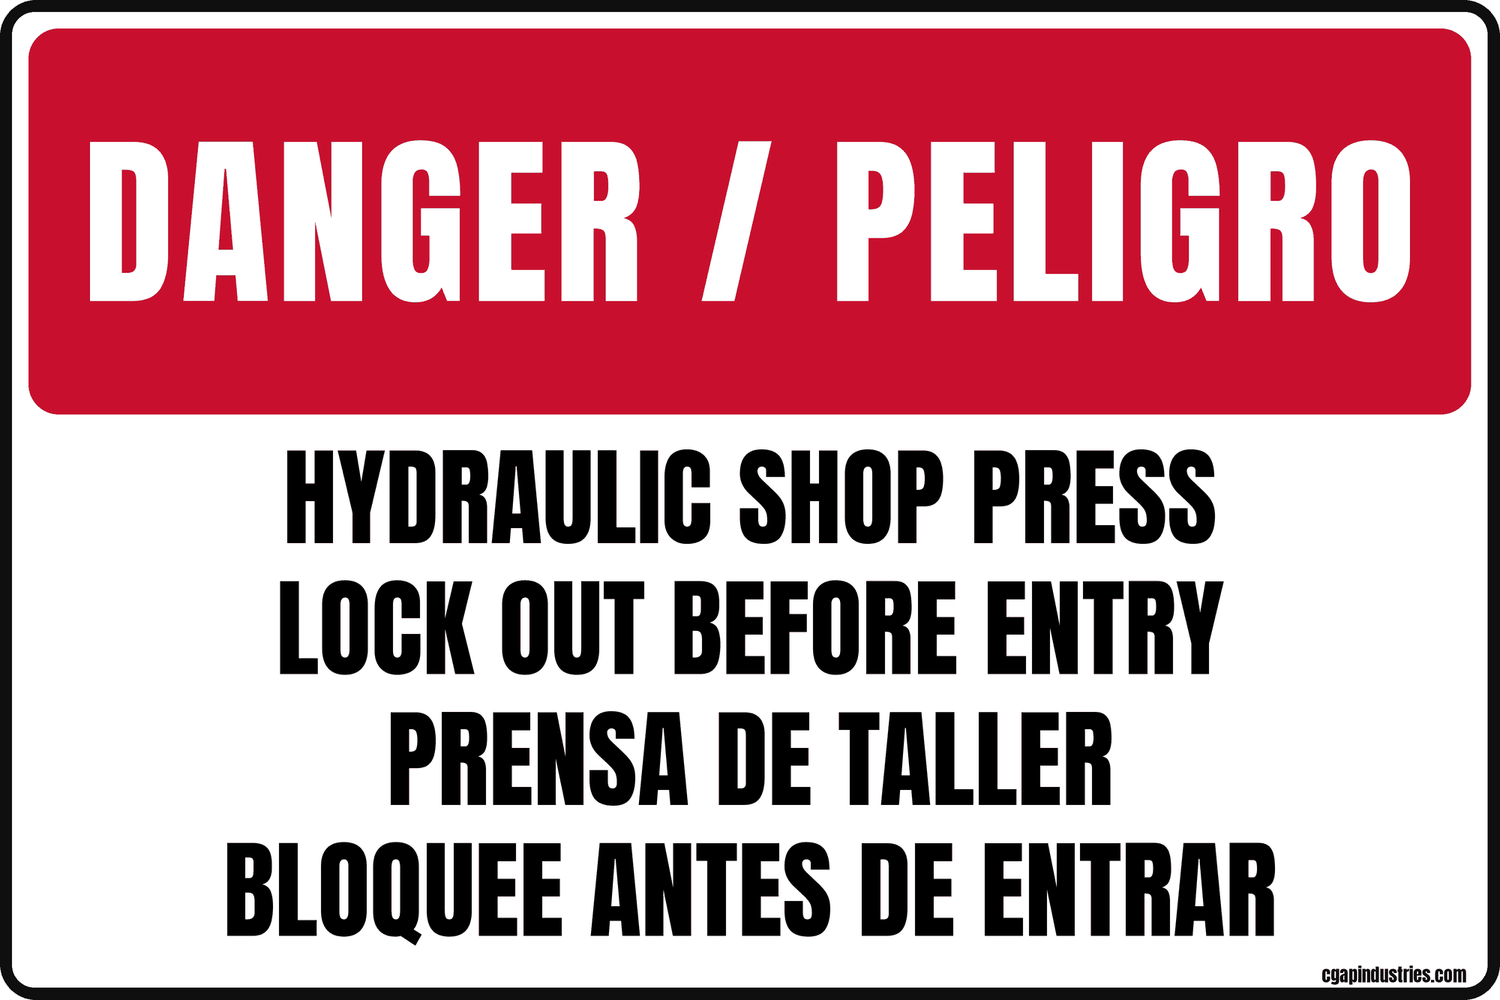 DANGER / PELIGRO
HYDRAULIC SHOP PRESS
LOCK OUT BEFORE ENTRY
PRENSA DE TALLER
BLOQUEE ANTES DE ENTRAR
cgapindustries.com